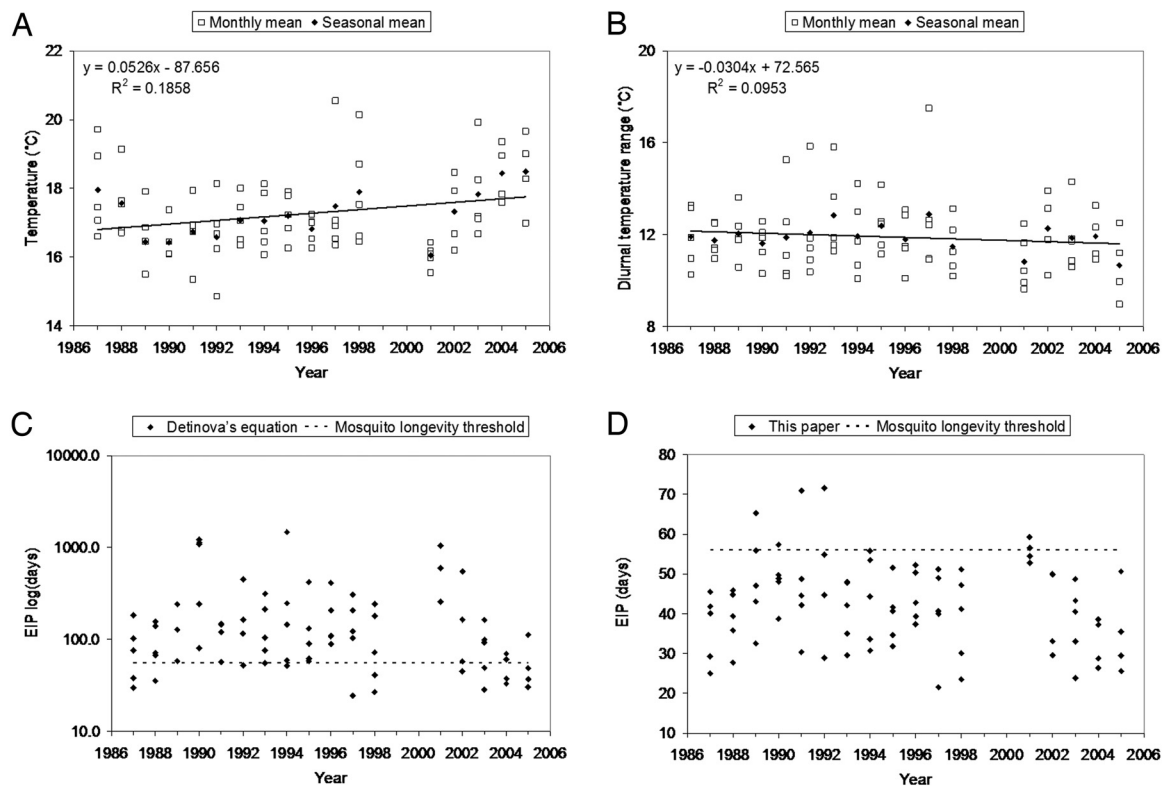 A
□ Monthly mean ◆ Seasonal mean
y = 0.0526x - 87.656
R² = 0.1858
Temperature (°C)
22
20
18
16
14
1986 1988 1990 1992 1994 1996 1998 2000 2002 2004 2006
Year
B
□ Monthly mean ◆ Seasonal mean
y = -0.0304x + 72.565
R² = 0.0953
Diurnal temperature range (°C)
20
16
12
8
1986 1988 1990 1992 1994 1996 1998 2000 2002 2004 2006
Year
C
◆ Detinova's equation - - - - Mosquito longevity threshold
EIP log(days)
10000.0
1000.0
100.0
10.0
1986 1988 1990 1992 1994 1996 1998 2000 2002 2004 2006
Year
D
◆ This paper - - - - Mosquito longevity threshold
EIP (days)
80
70
60
50
40
30
20
10
1986 1988 1990 1992 1994 1996 1998 2000 2002 2004 2006
Year